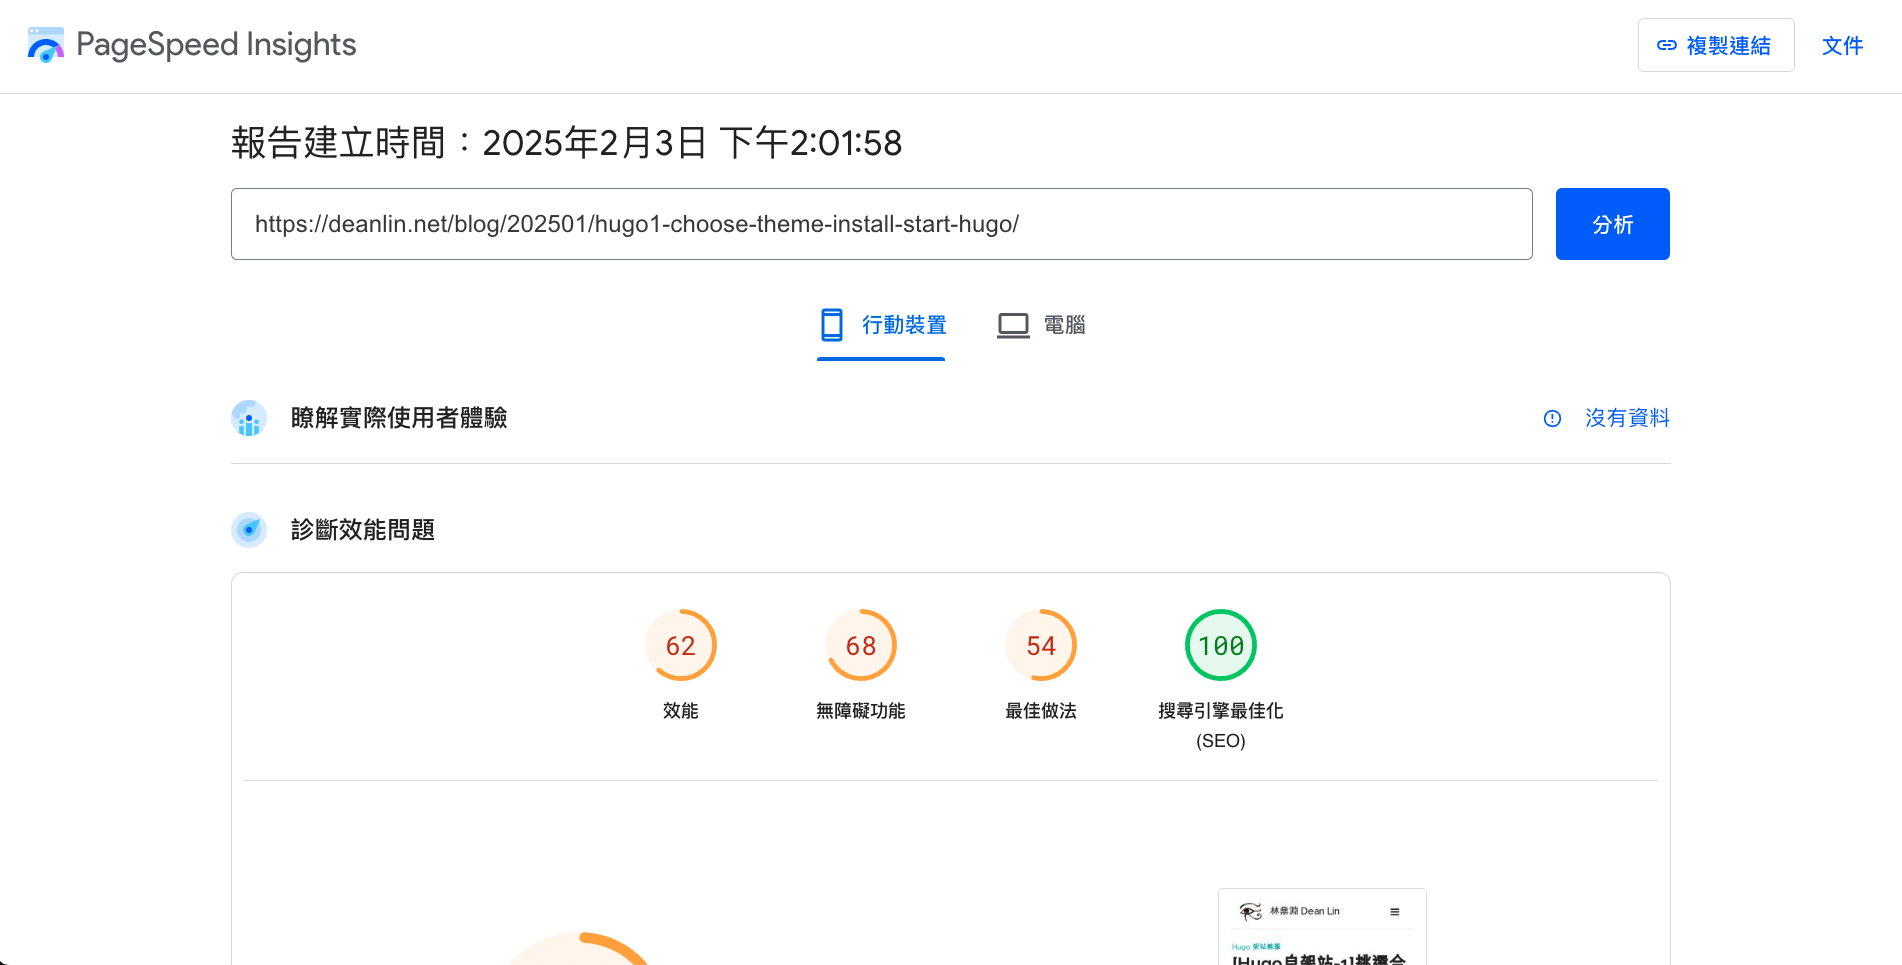 PageSpeed Insights
複製連結
文件
報告建立時間：2025年2月3日 下午2:01:58
https://deanlin.net/blog/202501/hugo1-choose-theme-install-start-hugo/
分析
行動裝置
電腦
瞭解實際使用者體驗
沒有資料
診斷效能問題
62
68
54
100
效能
無障礙功能
最佳做法
搜尋引擎最佳化
(SEO)
林鼎淵 Dean Lin
Hugo 架站教學
[Hugo自架站-1]挑選合